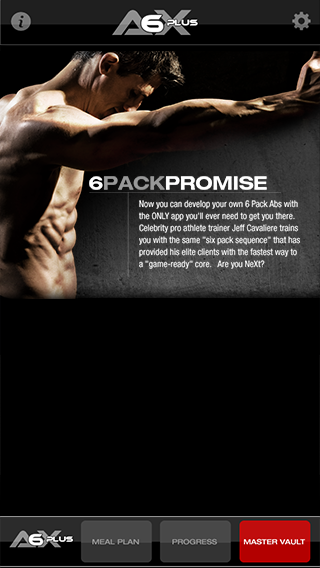 A6X PLUS
6PACKPROMISE
Now you can develop your own 6 Pack Abs with
the ONLY app you'll ever need to get you there.
Celebrity pro athlete trainer Jeff Cavaliere trains
you with the same "six pack sequence" that has
provided his elite clients with the fastest way to
a "game-ready" core. Are you NeXt?
A6X PLUS
MEAL PLAN
PROGRESS
MASTER VAULT